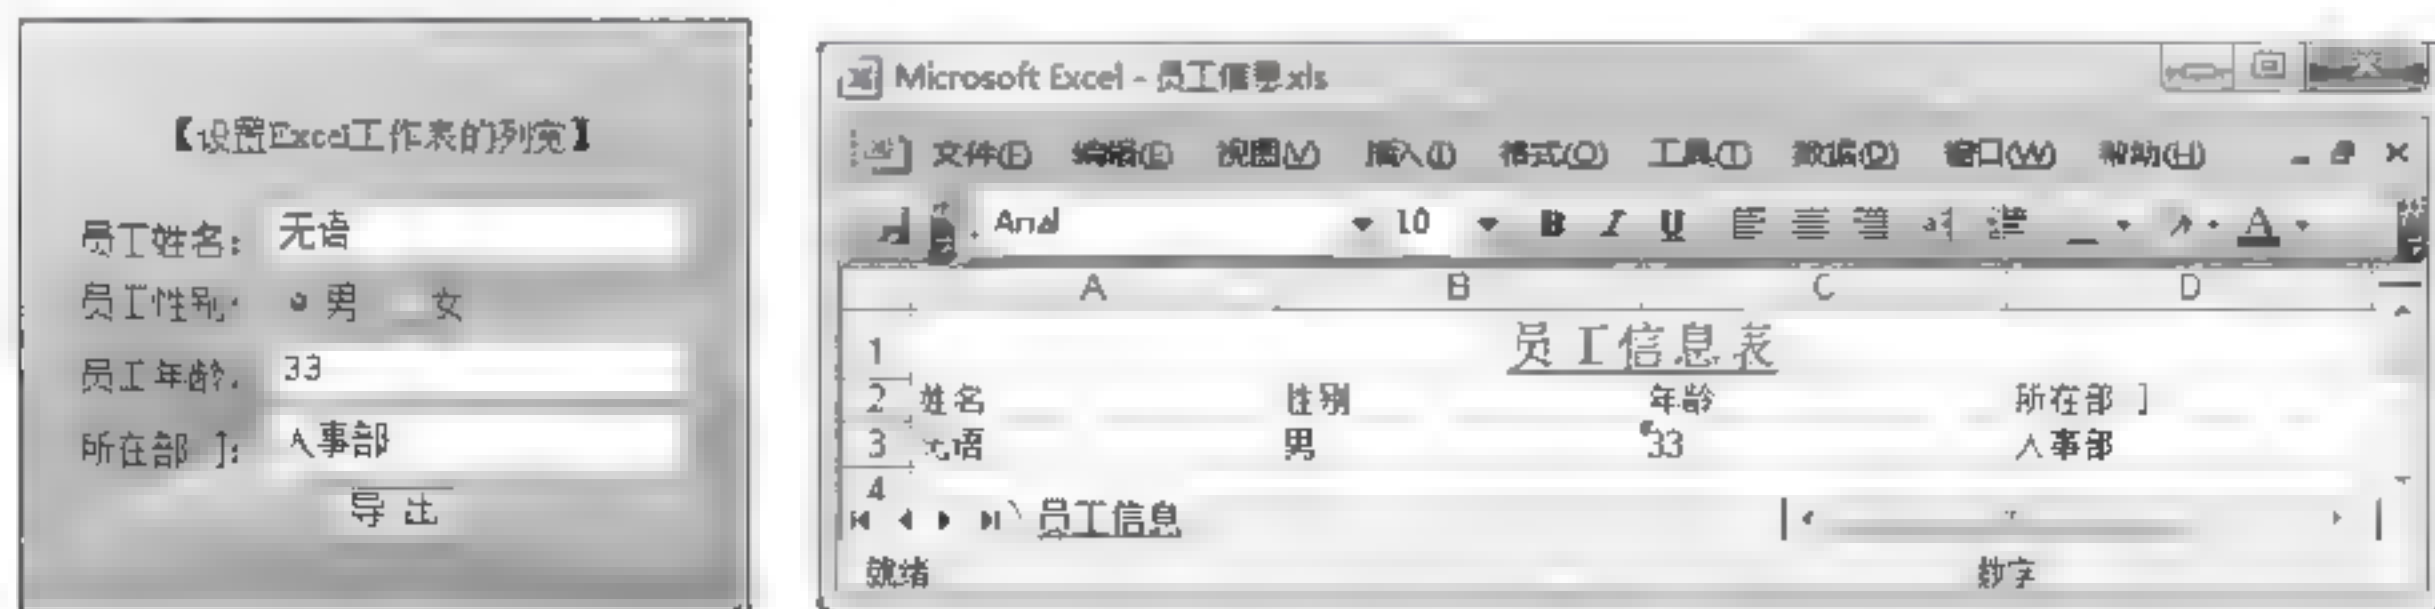 【设置Excel工作表的列宽】
员工姓名: 无语
员工性别: 男 女
员工年龄: 33
所在部门: 人事部
导 出
Microsoft Excel - 员工信息.xls
文件(F) 编辑(E) 视图(V) 插入(I) 格式(O) 工具(T) 数据(D) 窗口(W) 帮助(H)
Arial 10 B I U A
A B C D
1 员工信息表
2 姓名 性别 年龄 所在部门
3 无语 男 33 人事部
4
员工信息
就绪 数字